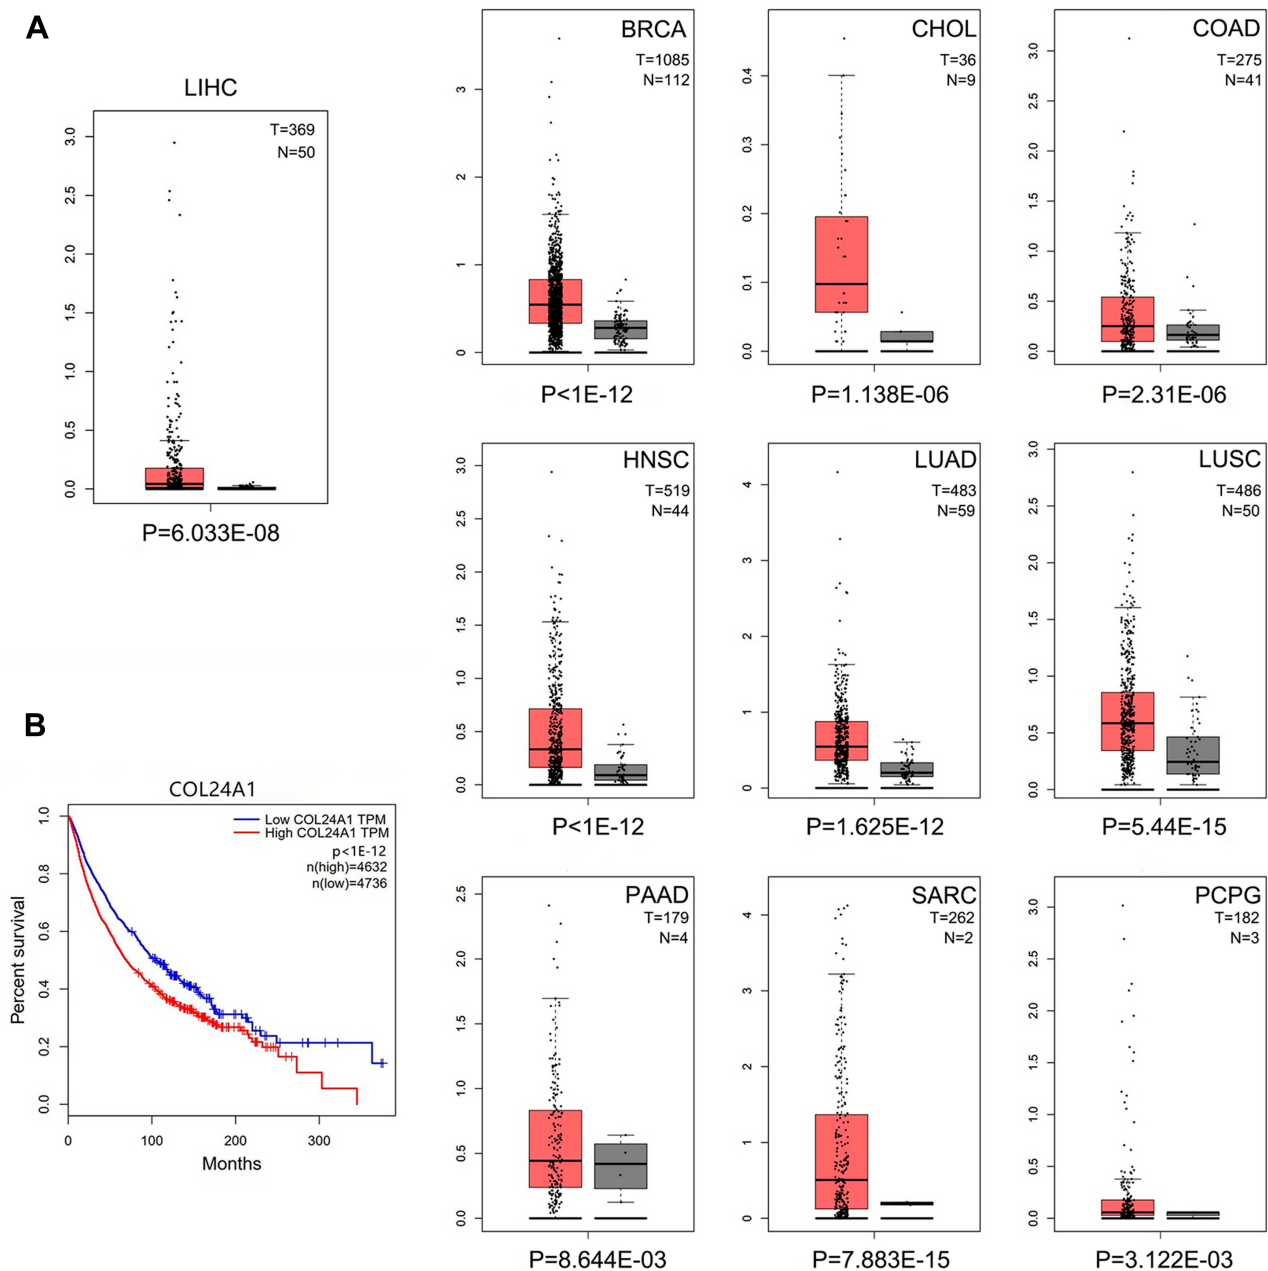 A
LIHC
T=369
N=50
3.0
2.5
2.0
1.5
1.0
0.5
0.0
P=6.033E-08
BRCA
T=1085
N=112
3
2
1
0
P<1E-12
CHOL
T=36
N=9
0.4
0.3
0.2
0.1
0.0
P=1.138E-06
COAD
T=275
N=41
3.0
2.5
2.0
1.5
1.0
0.5
0.0
P=2.31E-06
HNSC
T=519
N=44
3.0
2.5
2.0
1.5
1.0
0.5
0.0
P<1E-12
LUAD
T=483
N=59
4
3
2
1
0
P=1.625E-12
LUSC
T=486
N=50
3.0
2.5
2.0
1.5
1.0
0.5
0.0
P=5.44E-15
PAAD
T=179
N=4
2.5
2.0
1.5
1.0
0.5
0.0
P=8.644E-03
SARC
T=262
N=2
4
3
2
1
0
P=7.883E-15
PCPG
T=182
N=3
3.0
2.5
2.0
1.5
1.0
0.5
0.0
P=3.122E-03
B
COL24A1
Low COL24A1 TPM
High COL24A1 TPM
p<1E-12
n(high)=4632
n(low)=4736
Percent survival
1.0
0.8
0.6
0.4
0.2
0.0
0 100 200 300
Months